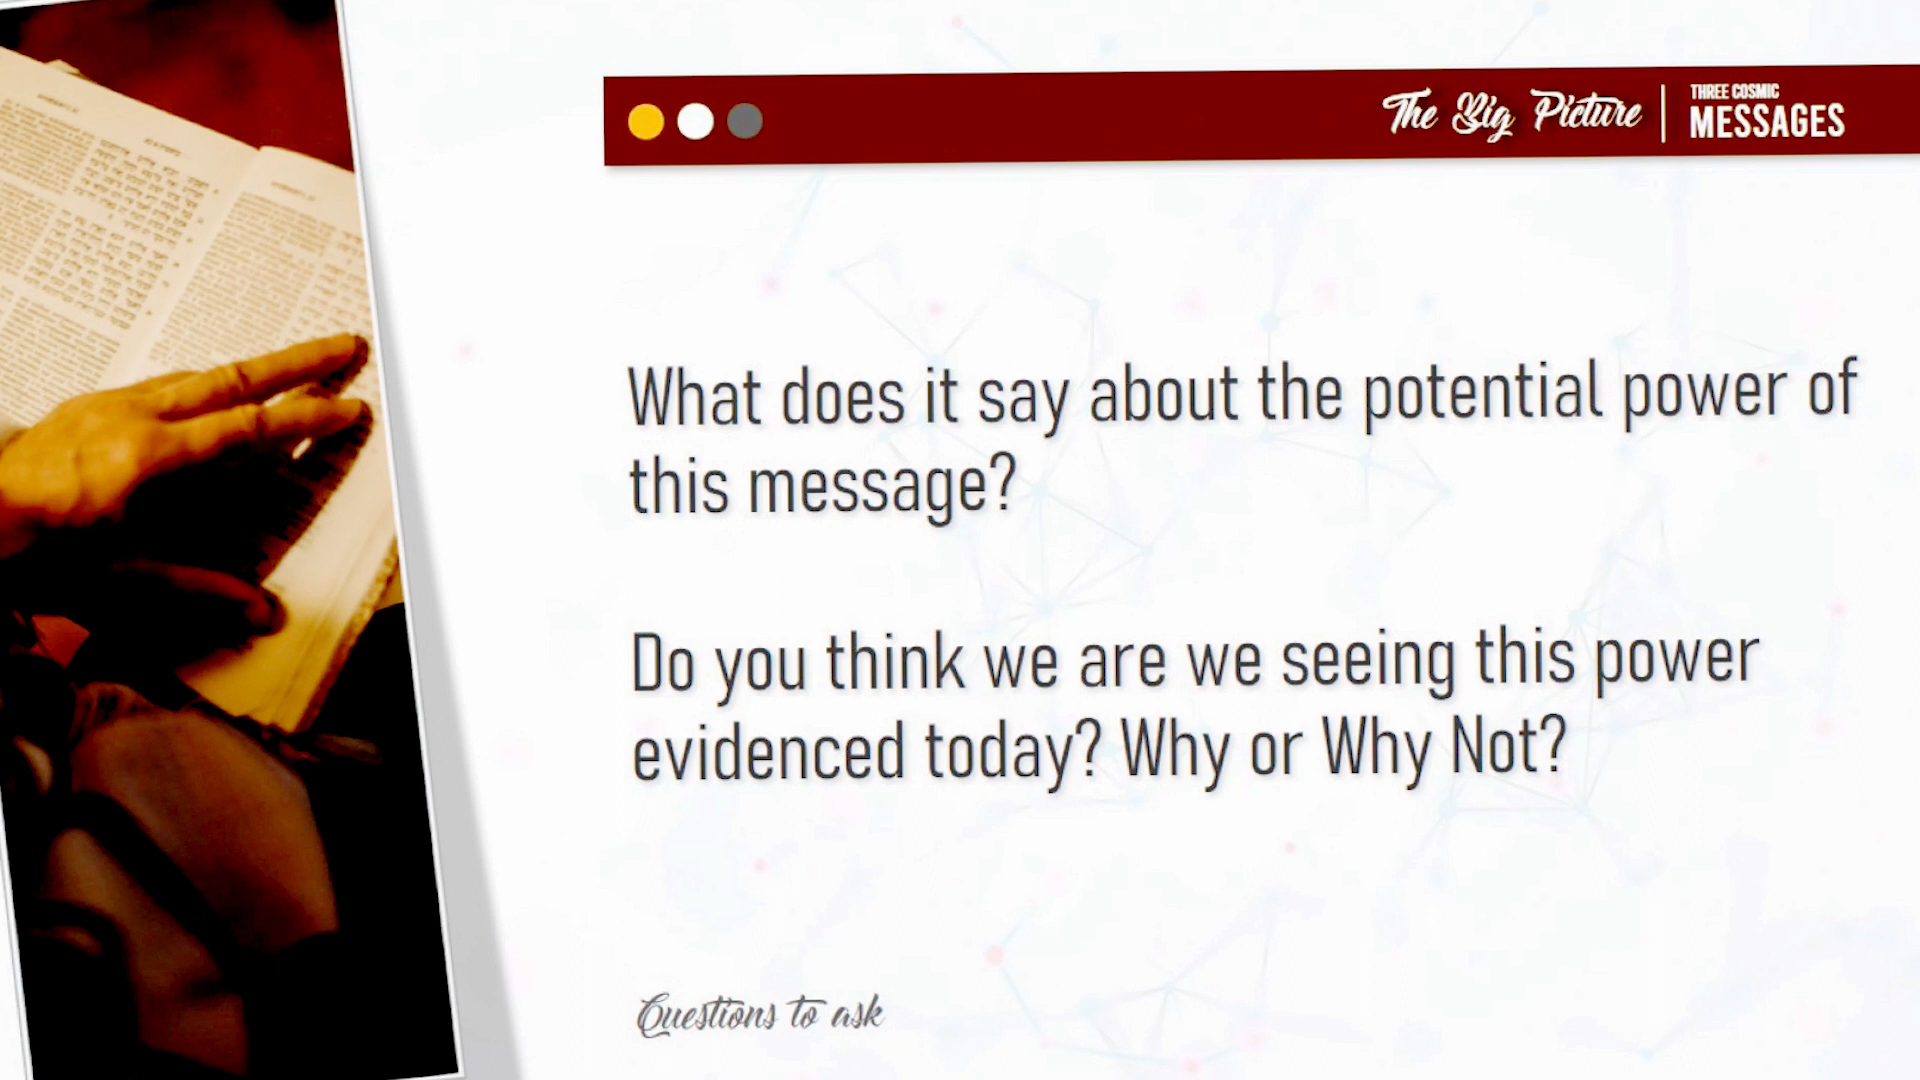 The Big Picture
THREE COSMIC
MESSAGES
What does it say about the potential power of
this message?
Do you think we are we seeing this power
evidenced today? Why or Why Not?
Questions to ask